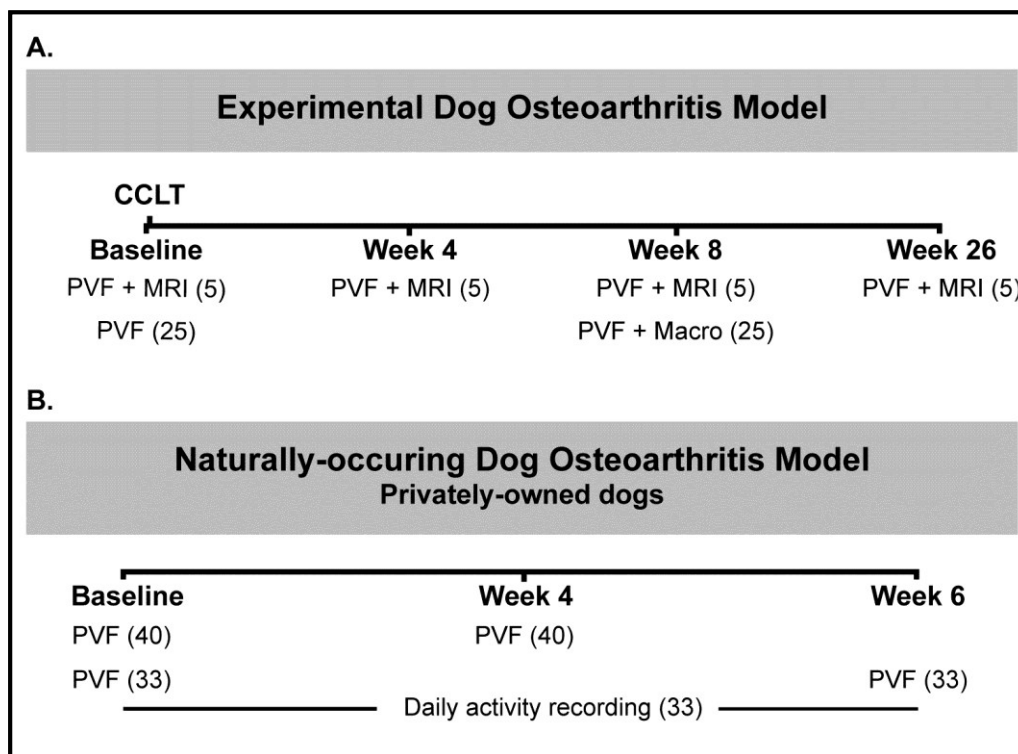 A.
Experimental Dog Osteoarthritis Model
CCLT
Baseline Week 4 Week 8 Week 26
PVF + MRI (5) PVF + MRI (5) PVF + MRI (5) PVF + MRI (5)
PVF (25) PVF + Macro (25)
B.
Naturally-occuring Dog Osteoarthritis Model
Privately-owned dogs
Baseline Week 4 Week 6
PVF (40) PVF (40)
PVF (33) PVF (33)
Daily activity recording (33)